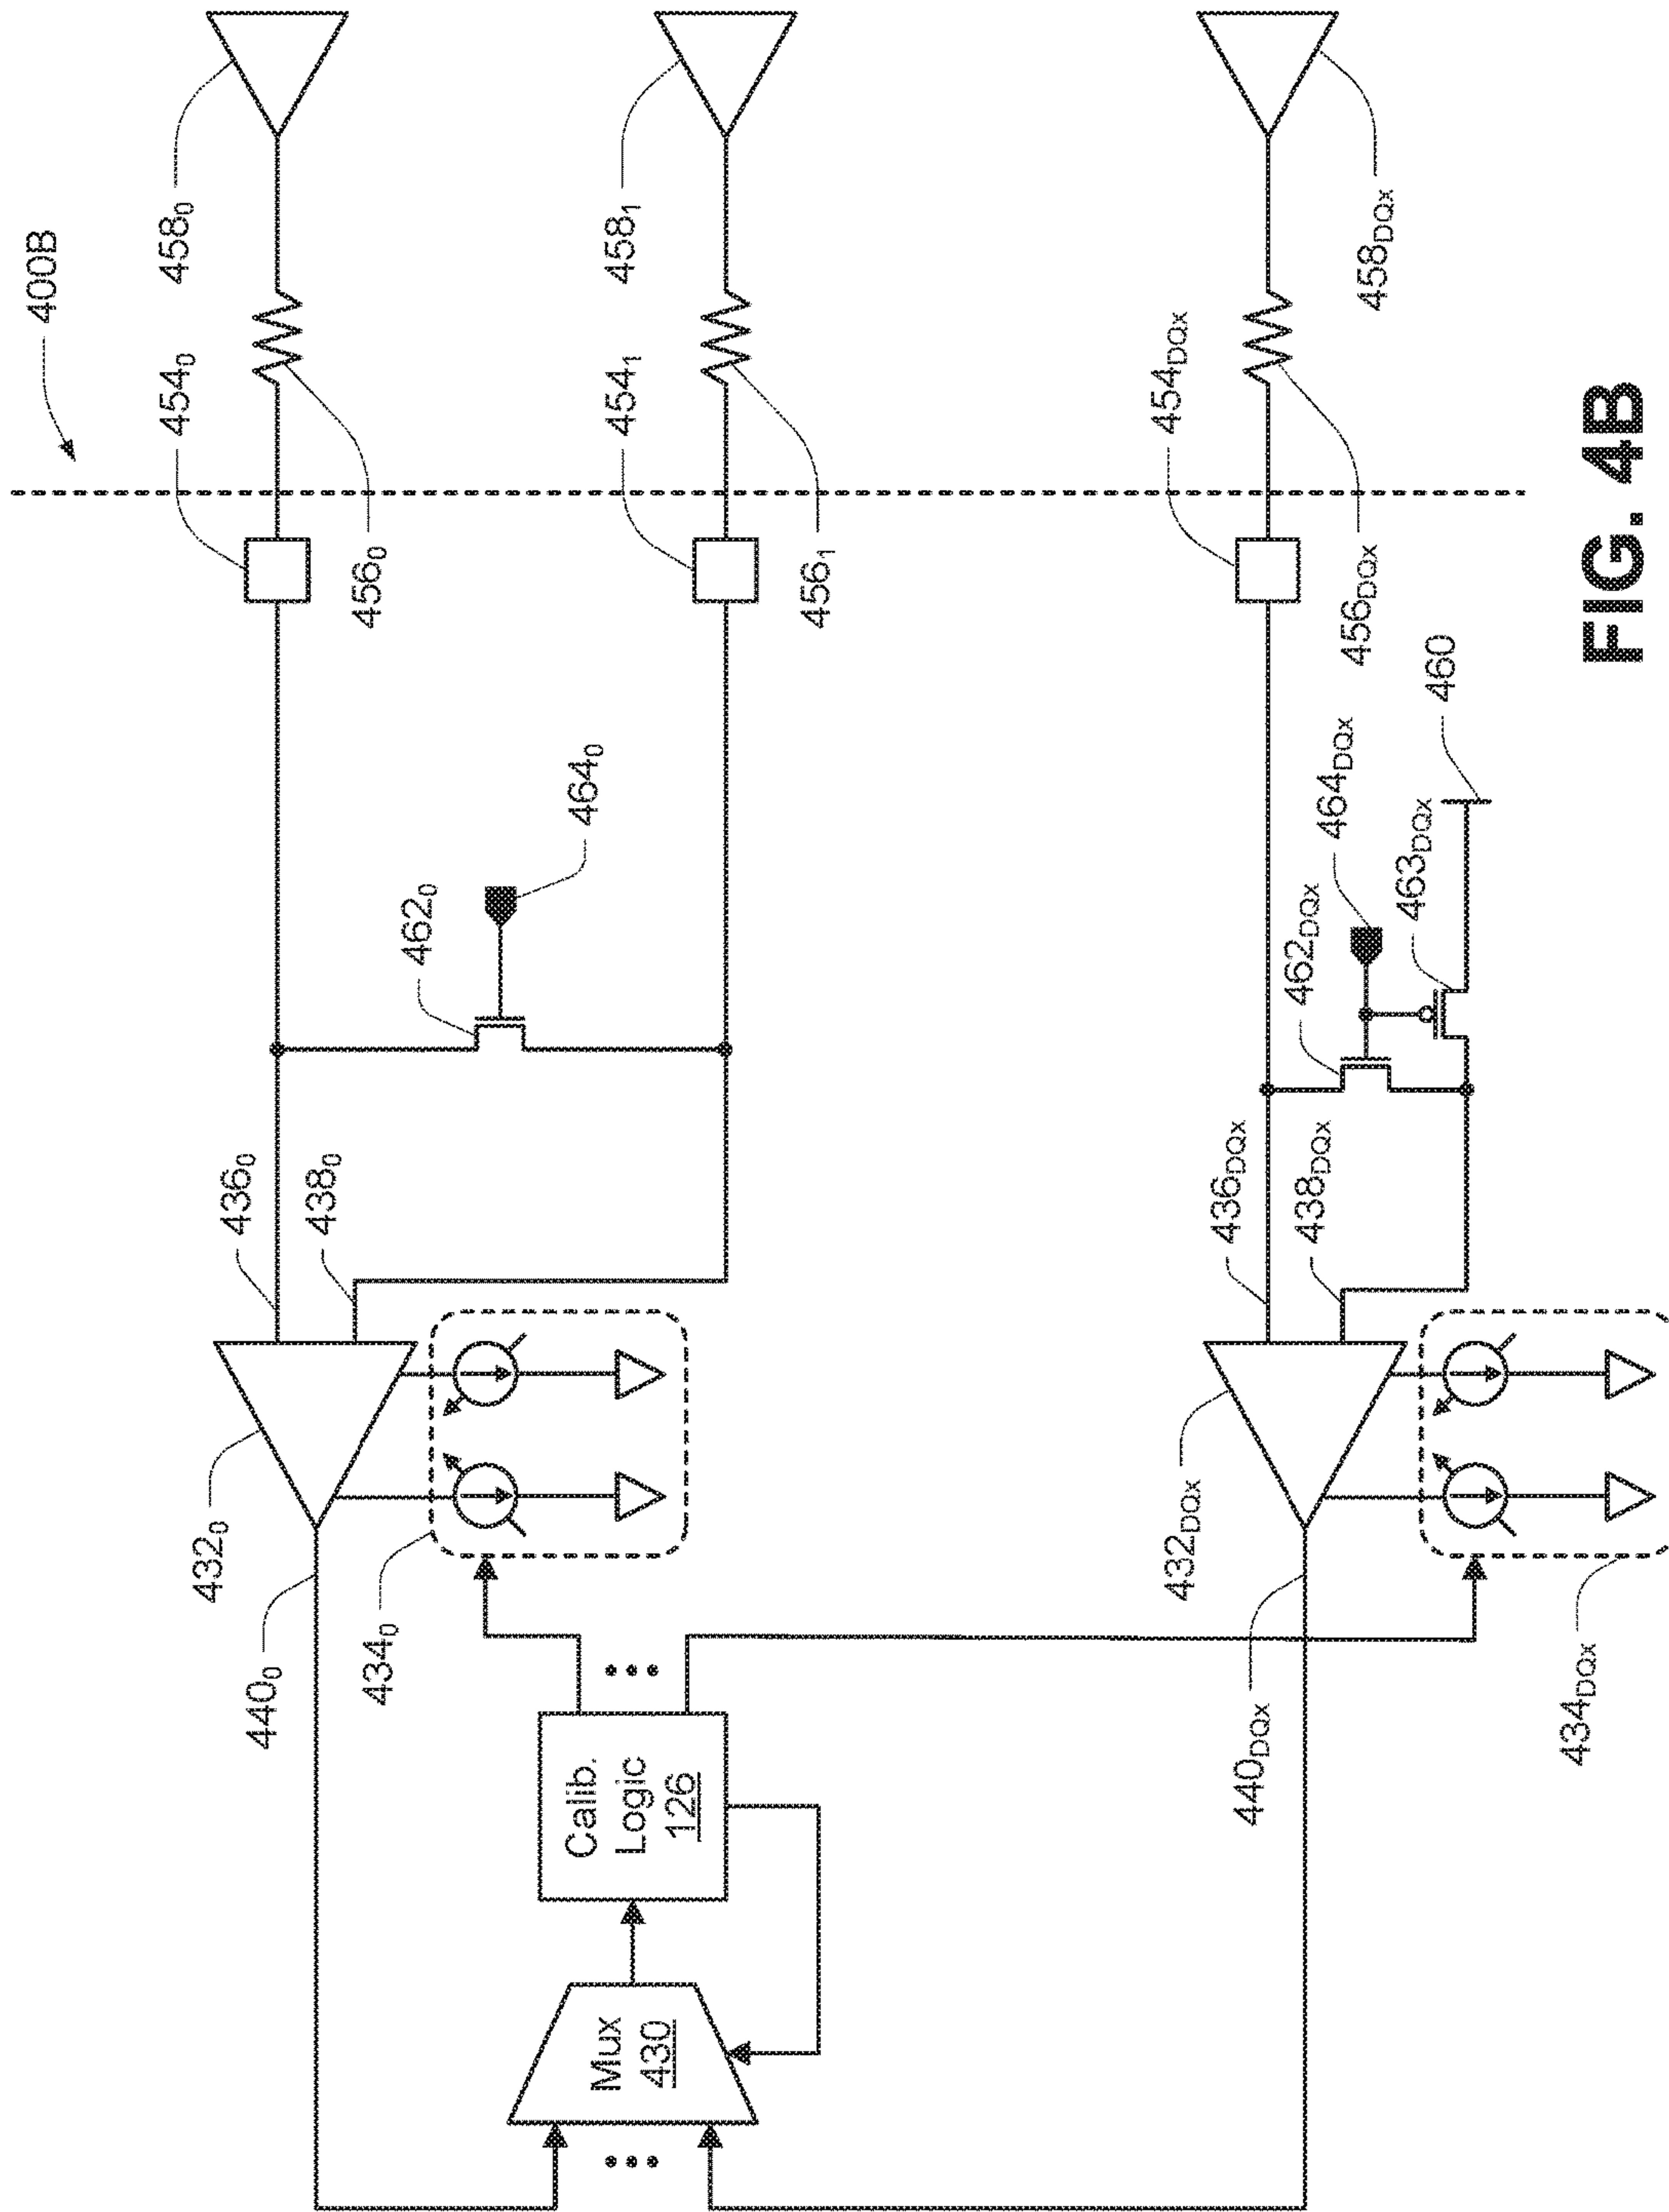 400B
458₀
454₀
456₀
458₁
454₁
456₁
464₀
462₀
436₀
438₀
432₀
434₀
440₀
Calib.
Logic
126
Mux
430
458DQx
454DQx
456DQx
460
464DQx
463DQx
462DQx
436DQx
438DQx
432DQx
434DQx
440DQx
FIG. 4B